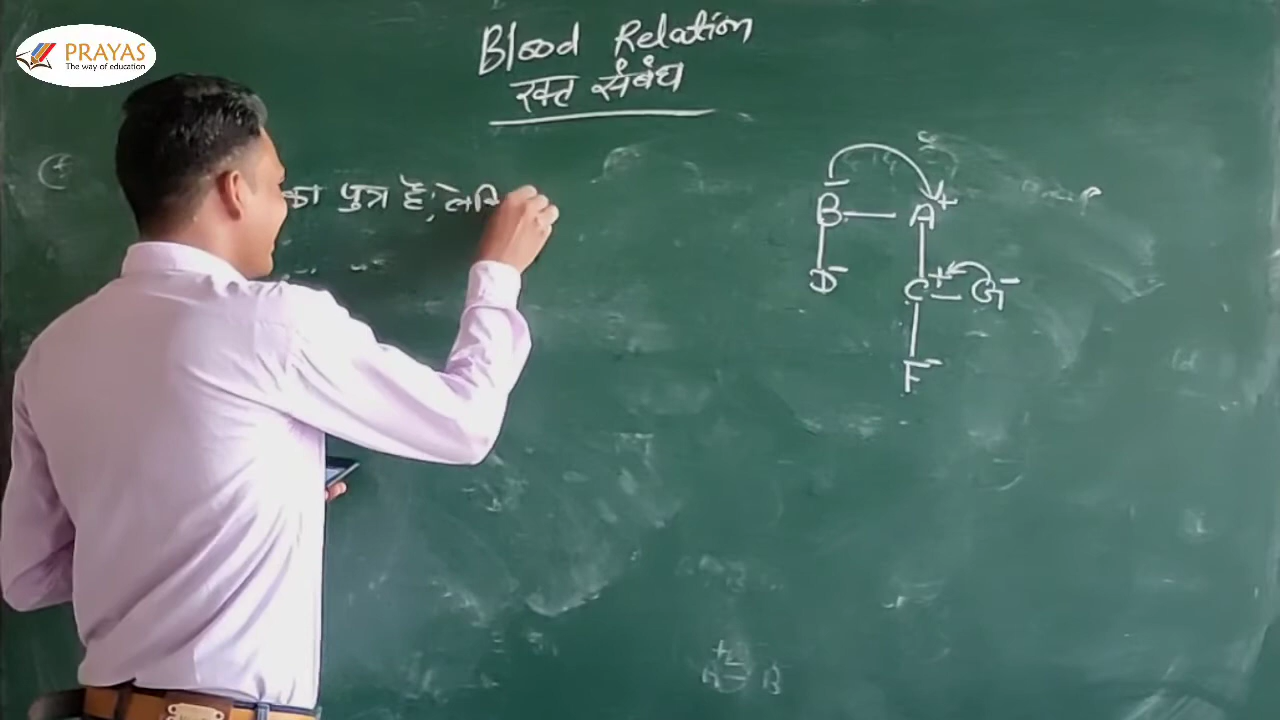 PRAYAS
The way of education
Blood Relation
रक्त संबंध
का पुत्र है; लेकि
B — A +
D -
C + — G -
F -
+ -
B